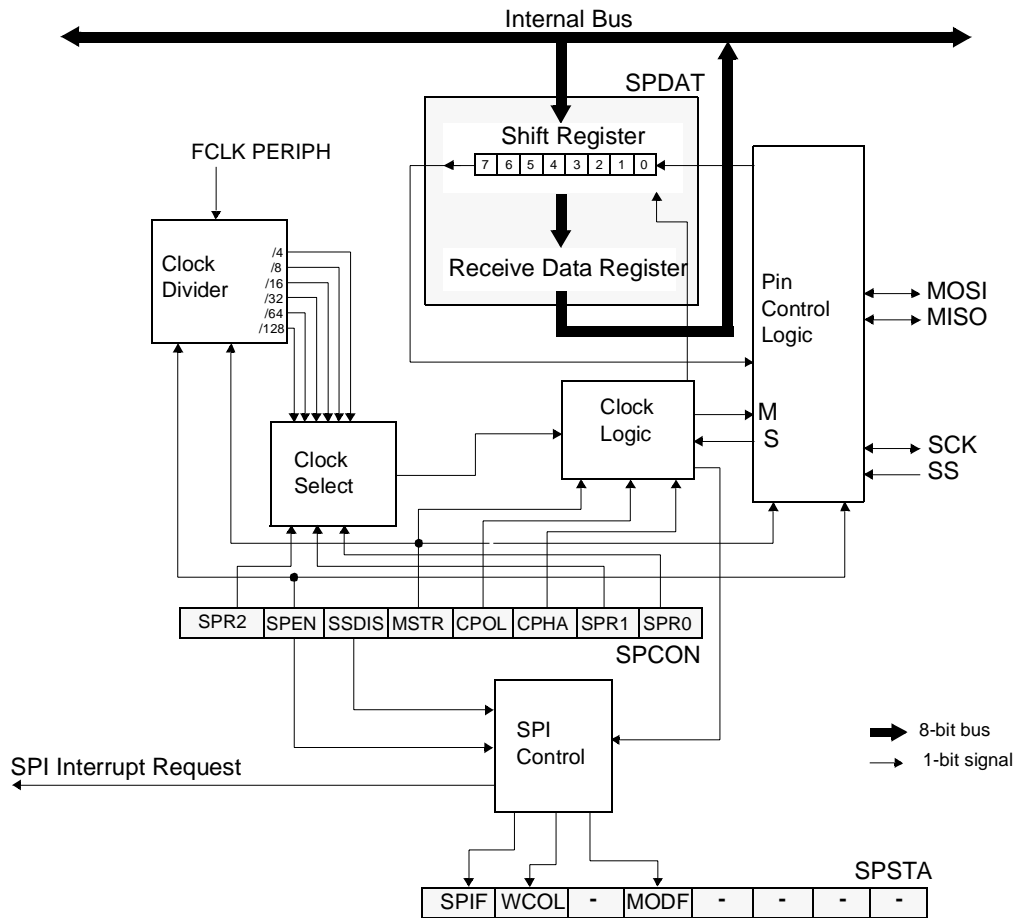 Internal Bus
SPDAT
Shift Register
7 6 5 4 3 2 1 0
FCLK PERIPH
Clock
Divider
/4
/8
/16
/32
/64
/128
Receive Data Register
Pin
Control
Logic
MOSI
MISO
Clock
Logic
M
S
SCK
SS
Clock
Select
SPR2 SPEN SSDIS MSTR CPOL CPHA SPR1 SPR0
SPCON
SPI
Control
8-bit bus
1-bit signal
SPI Interrupt Request
SPSTA
SPIF WCOL - MODF - - - -